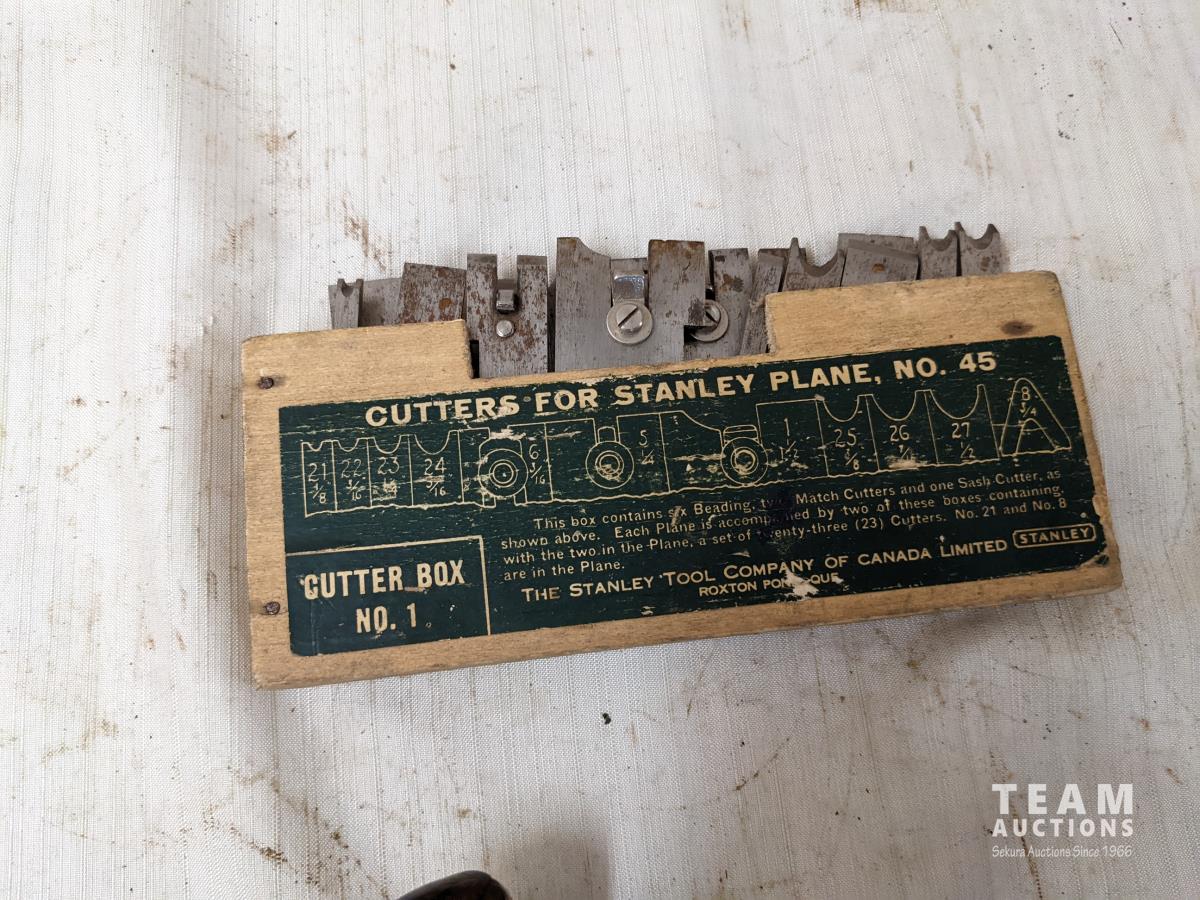 CUTTERS FOR STANLEY PLANE, NO. 45
21 22 23 24 6 5 1 25 26 27 8
1/8 3/16 5/16 3/16 1/4 1 1/2 3/8 1/2 3/4
This box contains six Beading, Match Cutters and one Sash Cutter, as
shown above. Each Plane is accompanied by two of these boxes containing,
with the two in the Plane, a set of twenty-three (23) Cutters. No. 21 and No. 8
are in the Plane.
CUTTER BOX
NO. 1
THE STANLEY TOOL COMPANY OF CANADA LIMITED STANLEY
ROXTON QUE
TEAM
AUCTIONS
Sekura Auctions Since 1966